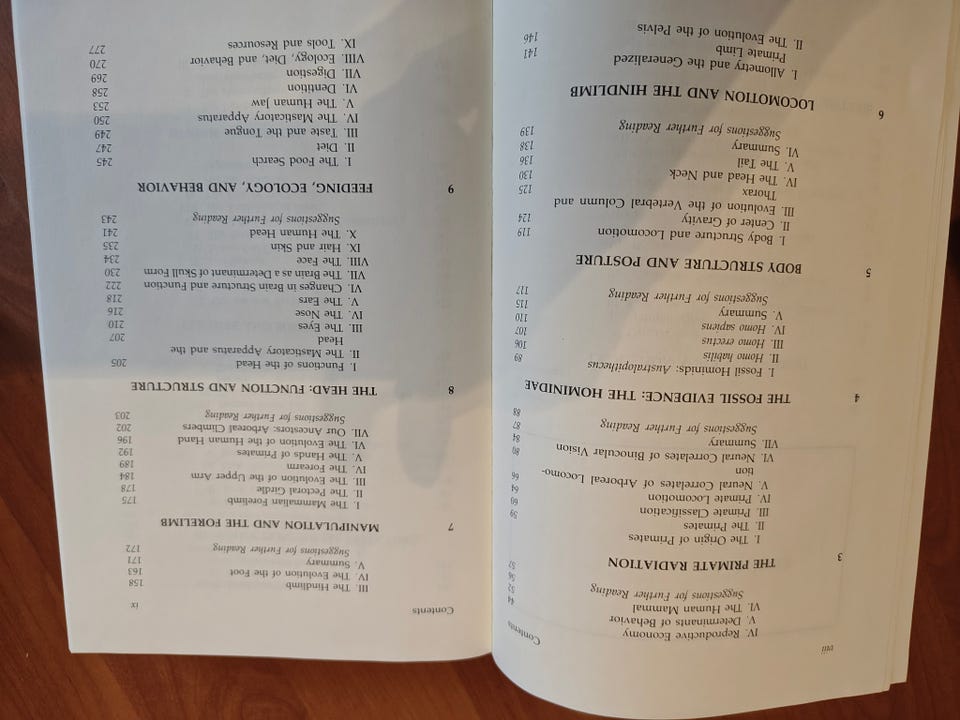 viii Contents
IV. Reproductive Economy 44
V. Determinants of Behavior 52
VI. The Human Mammal 56
Suggestions for Further Reading 57
3 THE PRIMATE RADIATION
I. The Origin of Primates 59
II. The Primates 60
III. Primate Classification 64
IV. Primate Locomotion 66
V. Neural Correlates of Arboreal Locomo-
tion 80
VI. Neural Correlates of Binocular Vision 84
VII. Summary 87
Suggestions for Further Reading 88
4 THE FOSSIL EVIDENCE: THE HOMINIDAE
I. Fossil Hominids: Australopithecus 89
II. Homo habilis 106
III. Homo erectus 107
IV. Homo sapiens 110
V. Summary 115
Suggestions for Further Reading 117
5 BODY STRUCTURE AND POSTURE
I. Body Structure and Locomotion 119
II. Center of Gravity 124
III. Evolution of the Vertebral Column and
Thorax 125
IV. The Head and Neck 130
V. The Tail 136
VI. Summary 138
Suggestions for Further Reading 139
6 LOCOMOTION AND THE HINDLIMB
I. Allometry and the Generalized
Primate Limb 141
II. The Evolution of the Pelvis 146
Contents ix
III. The Hindlimb 158
IV. The Evolution of the Foot 163
V. Summary 171
Suggestions for Further Reading 172
7 MANIPULATION AND THE FORELIMB
I. The Mammalian Forelimb 175
II. The Pectoral Girdle 178
III. The Evolution of the Upper Arm 184
IV. The Forearm 189
V. The Hands of Primates 192
VI. The Evolution of the Human Hand 196
VII. Our Ancestors: Arboreal Climbers 202
Suggestions for Further Reading 203
8 THE HEAD: FUNCTION AND STRUCTURE
I. Functions of the Head 205
II. The Masticatory Apparatus and the
Head 207
III. The Eyes 210
IV. The Nose 216
V. The Ears 218
VI. Changes in Brain Structure and Function 222
VII. The Brain as a Determinant of Skull Form 230
VIII. The Face 234
IX. Hair and Skin 235
X. The Human Head 241
Suggestions for Further Reading 243
9 FEEDING, ECOLOGY, AND BEHAVIOR
I. The Food Search 245
II. Diet 247
III. Taste and the Tongue 249
IV. The Masticatory Apparatus 250
V. The Human Jaw 253
VI. Dentition 258
VII. Digestion 269
VIII. Ecology, Diet, and Behavior 270
IX. Tools and Resources 277